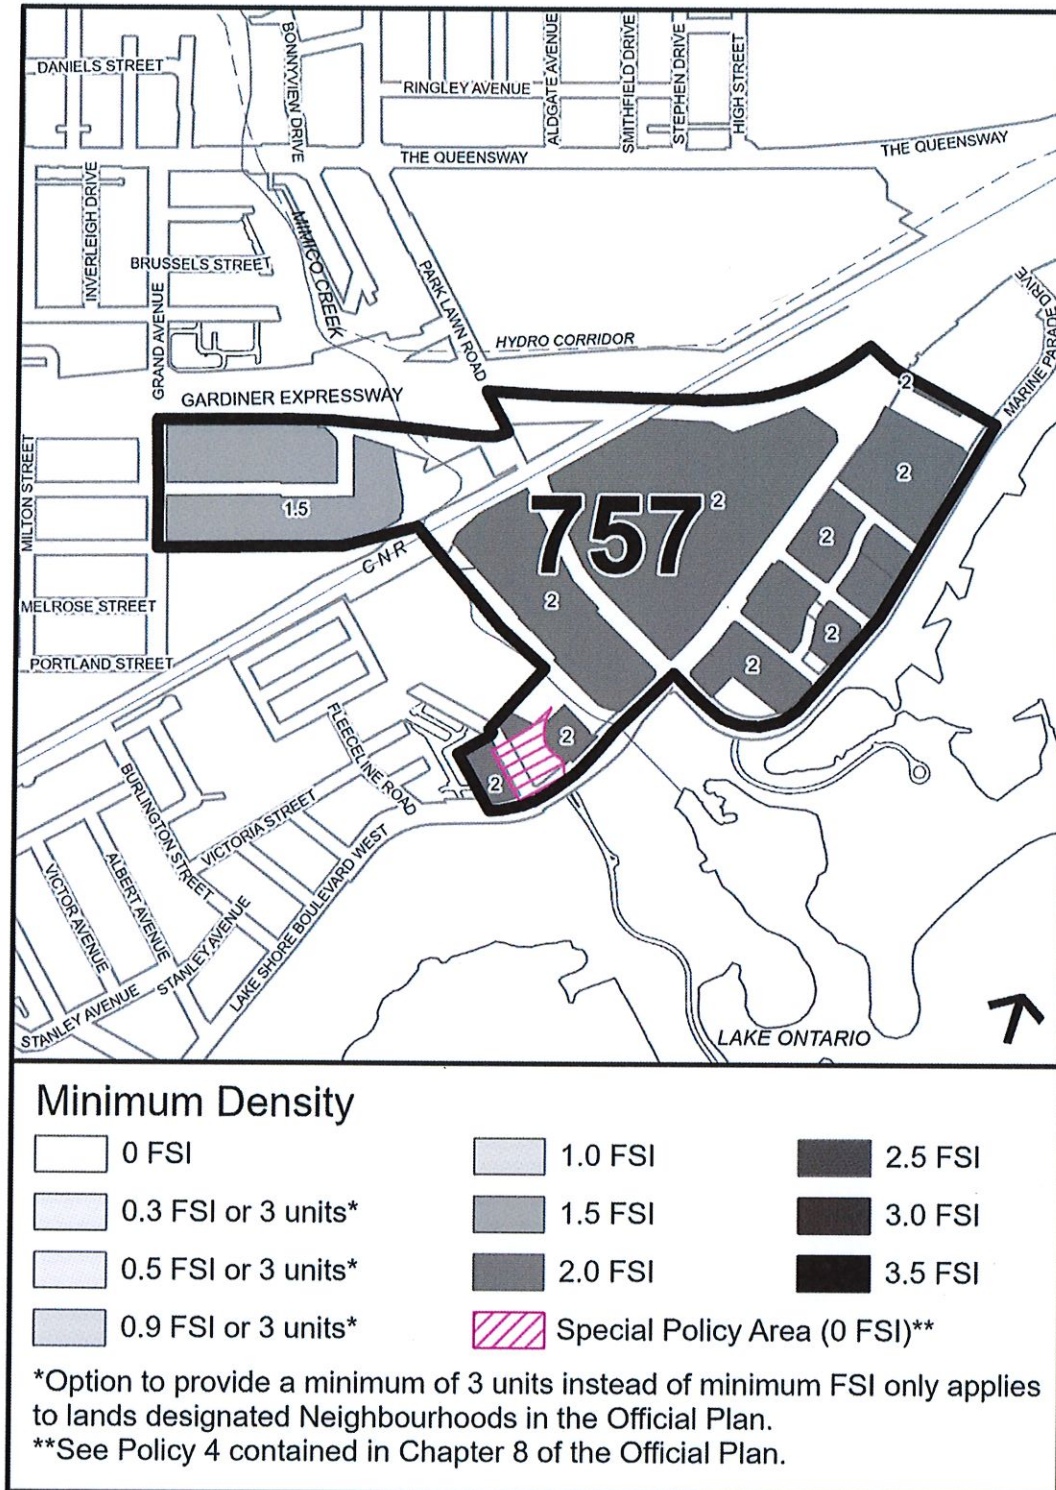 DANIELS STREET
BONNYVIEW DRIVE
RINGLEY AVENUE
ALDGATE AVENUE
SMITHFIELD DRIVE
STEPHEN DRIVE
HIGH STREET
THE QUEENSWAY
THE QUEENSWAY
INVERLEIGH DRIVE
MIMICO CREEK
BRUSSELS STREET
PARK LAWN ROAD
MARINE PARADE DRIVE
GRAND AVENUE
HYDRO CORRIDOR
GARDINER EXPRESSWAY
2
MILTON STREET
2
757
2
1.5
2
C-N-R
2
MELROSE STREET
2
PORTLAND STREET
2
FLEECELINE ROAD
2
2
BURLINGTON STREET
VICTORIA STREET
VICTOR AVENUE
ALBERT AVENUE
STANLEY AVENUE
LAKE SHORE BOULEVARD WEST
STANLEY AVENUE
LAKE ONTARIO
Minimum Density
0 FSI
0.3 FSI or 3 units*
0.5 FSI or 3 units*
0.9 FSI or 3 units*
1.0 FSI
1.5 FSI
2.0 FSI
Special Policy Area (0 FSI)**
2.5 FSI
3.0 FSI
3.5 FSI
*Option to provide a minimum of 3 units instead of minimum FSI only applies
to lands designated Neighbourhoods in the Official Plan.
**See Policy 4 contained in Chapter 8 of the Official Plan.